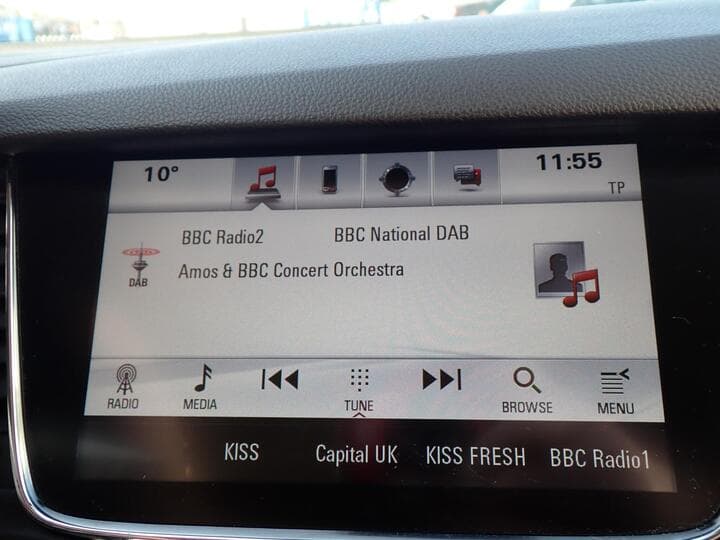 10° 11:55
TP
BBC Radio2 BBC National DAB
Amos & BBC Concert Orchestra
DAB
RADIO MEDIA TUNE BROWSE MENU
KISS Capital UK KISS FRESH BBC Radio1